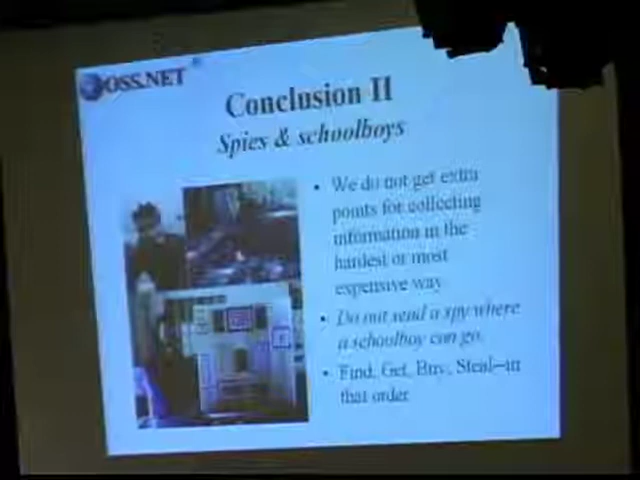 OSS.NET
Conclusion II
Spies & schoolboys
• We do not get extra
points for collecting
information in the
hardest or most
expensive way.
• Do not send a spy where
a schoolboy can go.
• Find, Get, Buy, Steal—in
that order